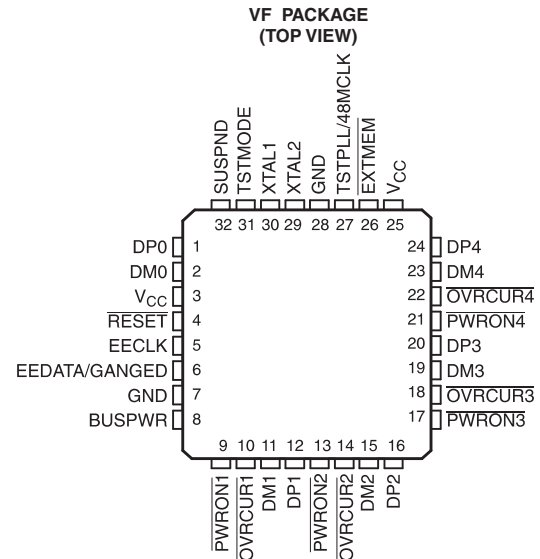 VF PACKAGE
(TOP VIEW)
SUSPND
TSTMODE
XTAL1
XTAL2
GND
TSTPLL/48MCLK
EXTMEM
VCC
32 31 30 29 28 27 26 25
DP0 1
DM0 2
VCC 3
RESET 4
EECLK 5
EEDATA/GANGED 6
GND 7
BUSPWR 8
24 DP4
23 DM4
22 OVRCUR4
21 PWRON4
20 DP3
19 DM3
18 OVRCUR3
17 PWRON3
9 10 11 12 13 14 15 16
PWRON1
OVRCUR1
DM1
DP1
PWRON2
OVRCUR2
DM2
DP2